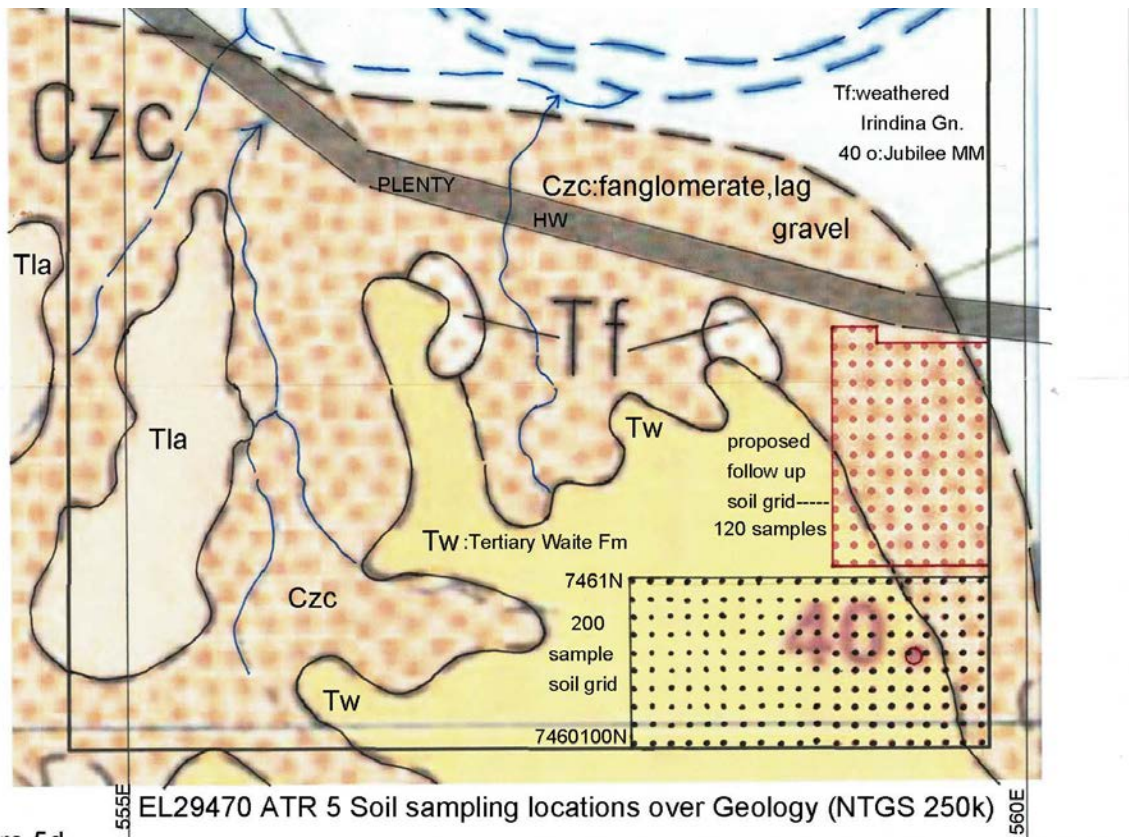 Czc
Tf:weathered
Irindina Gn.
40 o:Jubilee MM
PLENTY
HW
Czc:fanglomerate,lag
gravel
Tla
Tla
Tf
Tw
proposed
follow up
soil grid-----
120 samples
Tw :Tertiary Waite Fm
7461N
Czc
200
sample
soil grid
40
Tw
7460100N
555E
EL29470 ATR 5 Soil sampling locations over Geology (NTGS 250k)
560E